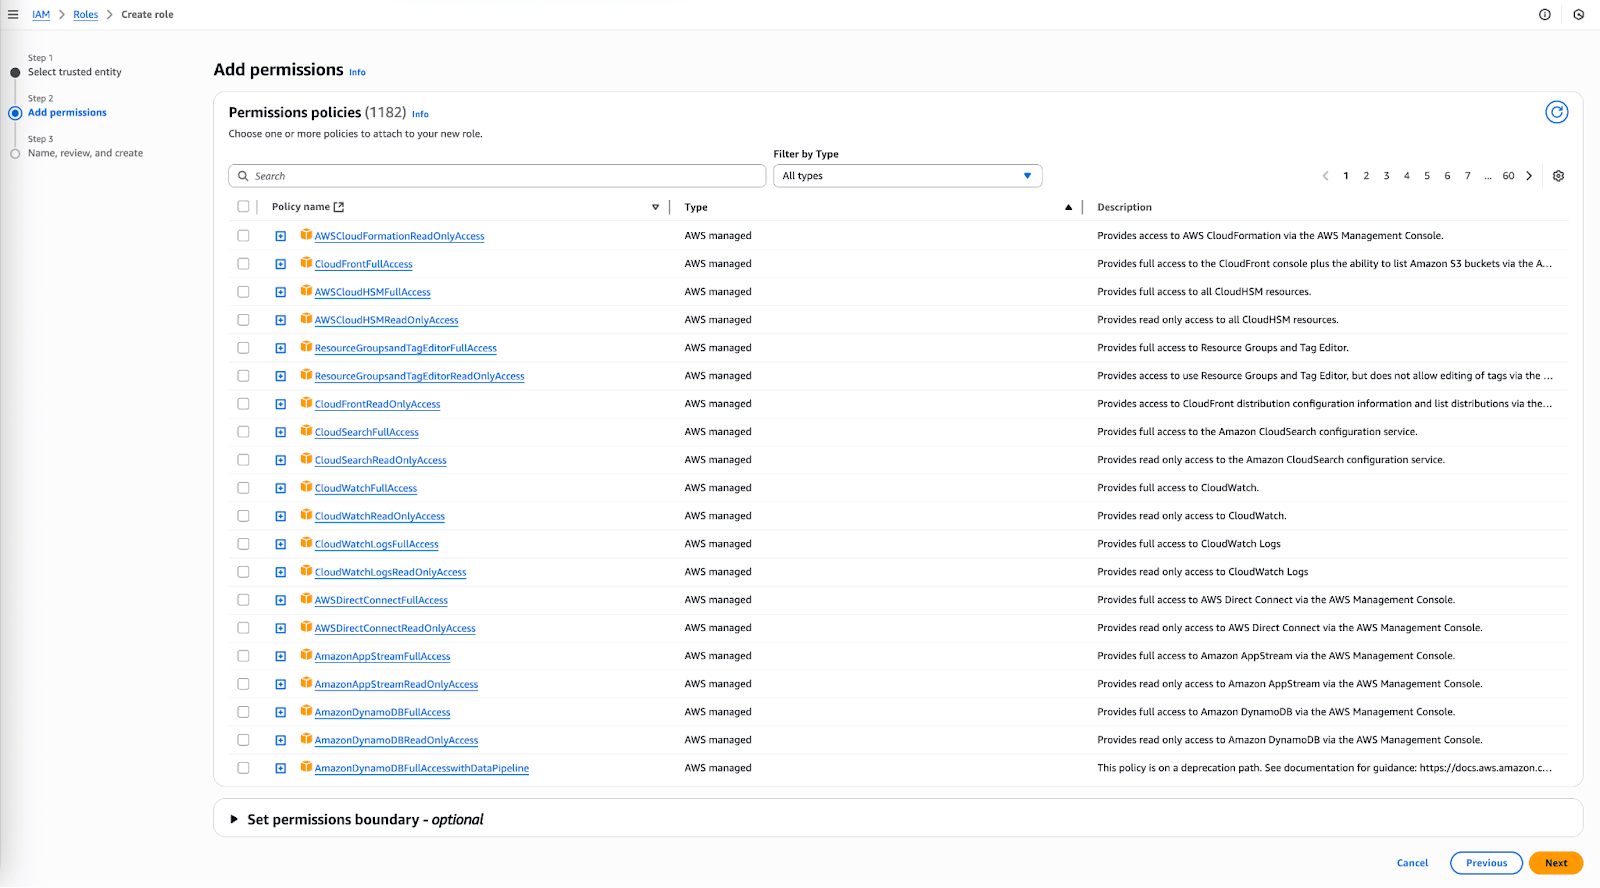 IAM > Roles > Create role
Step 1
Select trusted entity
Step 2
Add permissions
Step 3
Name, review, and create
Add permissions Info
Permissions policies (1182) Info
Choose one or more policies to attach to your new role.
Filter by Type
Search
All types
1 2 3 4 5 6 7 ... 60
Policy name Type Description
AWSCloudFormationReadOnlyAccess AWS managed Provides access to AWS CloudFormation via the AWS Management Console.
CloudFrontFullAccess AWS managed Provides full access to the CloudFront console plus the ability to list Amazon S3 buckets via the A...
AWSCloudHSMFullAccess AWS managed Provides full access to all CloudHSM resources.
AWSCloudHSMReadOnlyAccess AWS managed Provides read only access to all CloudHSM resources.
ResourceGroupsandTagEditorFullAccess AWS managed Provides full access to Resource Groups and Tag Editor.
ResourceGroupsandTagEditorReadOnlyAccess AWS managed Provides access to use Resource Groups and Tag Editor, but does not allow editing of tags via the ...
CloudFrontReadOnlyAccess AWS managed Provides access to CloudFront distribution configuration information and list distributions via the...
CloudSearchFullAccess AWS managed Provides full access to the Amazon CloudSearch configuration service.
CloudSearchReadOnlyAccess AWS managed Provides read only access to the Amazon CloudSearch configuration service.
CloudWatchFullAccess AWS managed Provides full access to CloudWatch.
CloudWatchReadOnlyAccess AWS managed Provides read only access to CloudWatch.
CloudWatchLogsFullAccess AWS managed Provides full access to CloudWatch Logs
CloudWatchLogsReadOnlyAccess AWS managed Provides read only access to CloudWatch Logs
AWSDirectConnectFullAccess AWS managed Provides full access to AWS Direct Connect via the AWS Management Console.
AWSDirectConnectReadOnlyAccess AWS managed Provides read only access to AWS Direct Connect via the AWS Management Console.
AmazonAppStreamFullAccess AWS managed Provides full access to Amazon AppStream via the AWS Management Console.
AmazonAppStreamReadOnlyAccess AWS managed Provides read only access to Amazon AppStream via the AWS Management Console.
AmazonDynamoDBFullAccess AWS managed Provides full access to Amazon DynamoDB via the AWS Management Console.
AmazonDynamoDBReadOnlyAccess AWS managed Provides read only access to Amazon DynamoDB via the AWS Management Console.
AmazonDynamoDBFullAccesswithDataPipeline AWS managed This policy is on a deprecation path. See documentation for guidance: https://docs.aws.amazon.c...
Set permissions boundary - optional
Cancel Previous Next